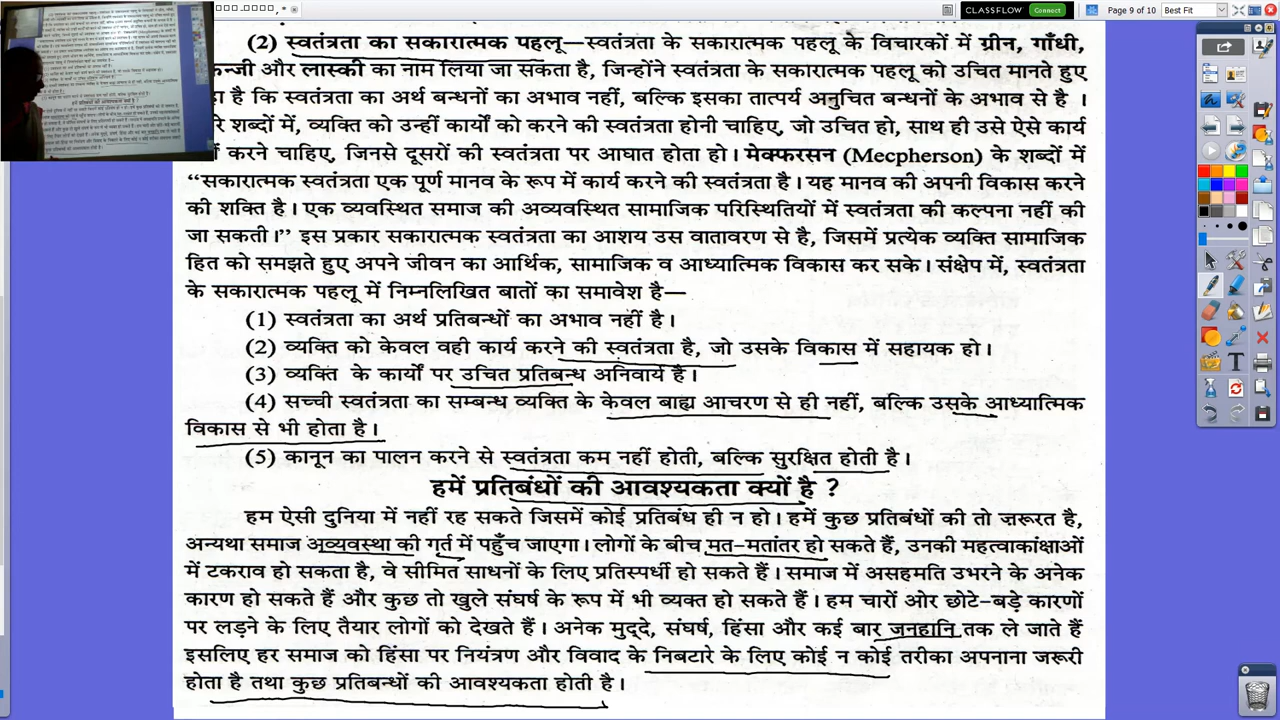 CLASSFLOW Connect Page 9 of 10 Best Fit
(2) स्वतंत्रता का सकारात्मक पहलू—स्वतंत्रता के सकारात्मक पहलू के विचारकों में ग्रीन, गाँधी,
और लास्की का नाम लिया जा सकता है, जिन्होंने स्वतंत्रता के सकारात्मक पहलू को उचित मानते हुए
है कि स्वतंत्रता का अर्थ बन्धनों का अभाव नहीं, बल्कि इसका अभिप्राय अनुचित बन्धनों के अभाव से है ।
शब्दों में, व्यक्ति को उन्हीं कार्यों को करने की स्वतंत्रता होनी चाहिए, जो उचित हो, साथ ही उसे ऐसे कार्य
करने चाहिए, जिनसे दूसरों की स्वतंत्रता पर आघात होता हो। मेक्फरसन (Mecpherson) के शब्दों में
“सकारात्मक स्वतंत्रता एक पूर्ण मानव के रूप में कार्य करने की स्वतंत्रता है। यह मानव की अपनी विकास करने
की शक्ति है। एक व्यवस्थित समाज की अव्यवस्थित सामाजिक परिस्थितियों में स्वतंत्रता की कल्पना नहीं की
जा सकती।” इस प्रकार सकारात्मक स्वतंत्रता का आशय उस वातावरण से है, जिसमें प्रत्येक व्यक्ति सामाजिक
हित को समझते हुए अपने जीवन का आर्थिक, सामाजिक व आध्यात्मिक विकास कर सके। संक्षेप में, स्वतंत्रता
के सकारात्मक पहलू में निम्नलिखित बातों का समावेश है—
(1) स्वतंत्रता का अर्थ प्रतिबन्धों का अभाव नहीं है।
(2) व्यक्ति को केवल वही कार्य करने की स्वतंत्रता है, जो उसके विकास में सहायक हो।
(3) व्यक्ति के कार्यों पर उचित प्रतिबन्ध अनिवार्य है।
(4) सच्ची स्वतंत्रता का सम्बन्ध व्यक्ति के केवल बाह्य आचरण से ही नहीं, बल्कि उसके आध्यात्मिक
विकास से भी होता है।
(5) कानून का पालन करने से स्वतंत्रता कम नहीं होती, बल्कि सुरक्षित होती है।
हमें प्रतिबंधों की आवश्यकता क्यों है ?
हम ऐसी दुनिया में नहीं रह सकते जिसमें कोई प्रतिबंध ही न हो। हमें कुछ प्रतिबंधों की तो जरूरत है,
अन्यथा समाज अव्यवस्था की गर्त में पहुँच जाएगा। लोगों के बीच मत-मतांतर हो सकते हैं, उनकी महत्वाकांक्षाओं
में टकराव हो सकता है, वे सीमित साधनों के लिए प्रतिस्पर्धी हो सकते हैं। समाज में असहमति उभरने के अनेक
कारण हो सकते हैं और कुछ तो खुले संघर्ष के रूप में भी व्यक्त हो सकते हैं। हम चारों ओर छोटे-बड़े कारणों
पर लड़ने के लिए तैयार लोगों को देखते हैं। अनेक मुद्दे, संघर्ष, हिंसा और कई बार जनहानि तक ले जाते हैं
इसलिए हर समाज को हिंसा पर नियंत्रण और विवाद के निबटारे के लिए कोई न कोई तरीका अपनाना जरूरी
होता है तथा कुछ प्रतिबन्धों की आवश्यकता होती है।